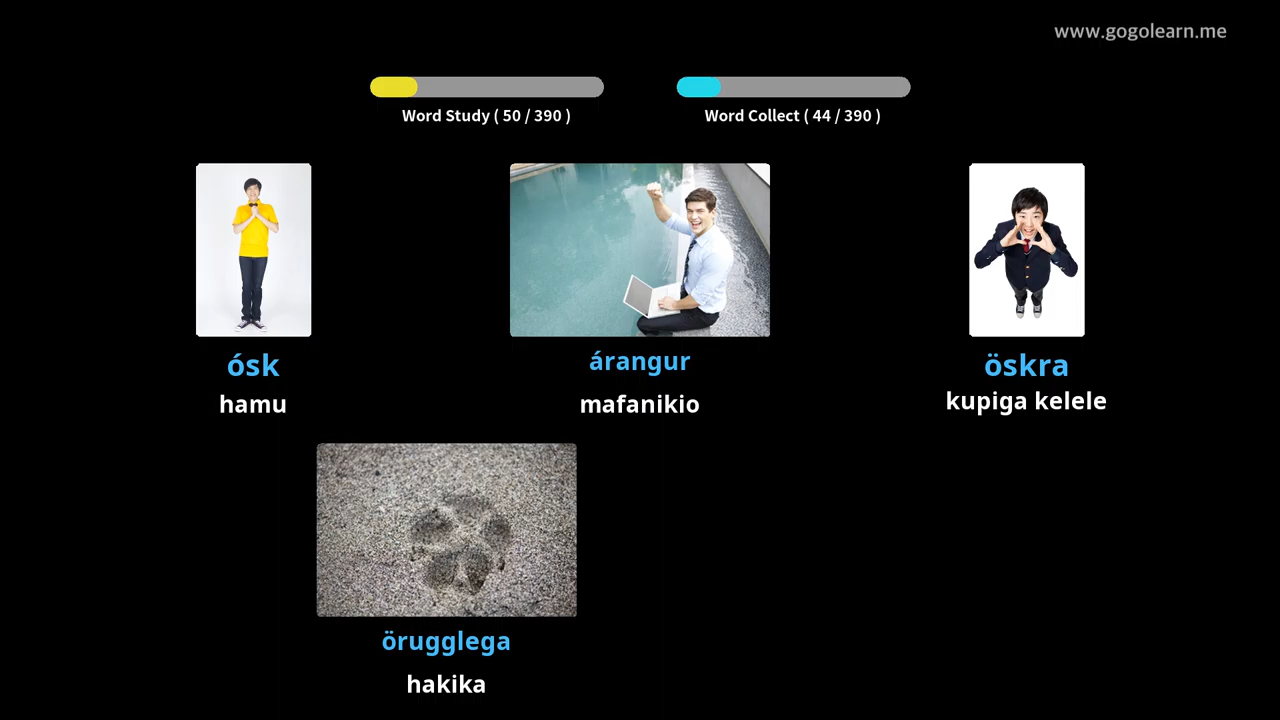 www.gogolearn.me
Word Study ( 50 / 390 )
Word Collect ( 44 / 390 )
ósk
hamu
árangur
mafanikio
öskra
kupiga kelele
örugglega
hakika